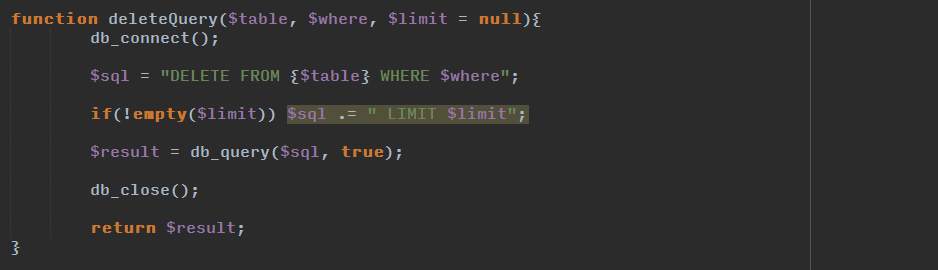 function deleteQuery($table, $where, $limit = null){
db_connect();
$sql = "DELETE FROM {$table} WHERE $where";
if(!empty($limit)) $sql .= " LIMIT $limit";
$result = db_query($sql, true);
db_close();
return $result;
}